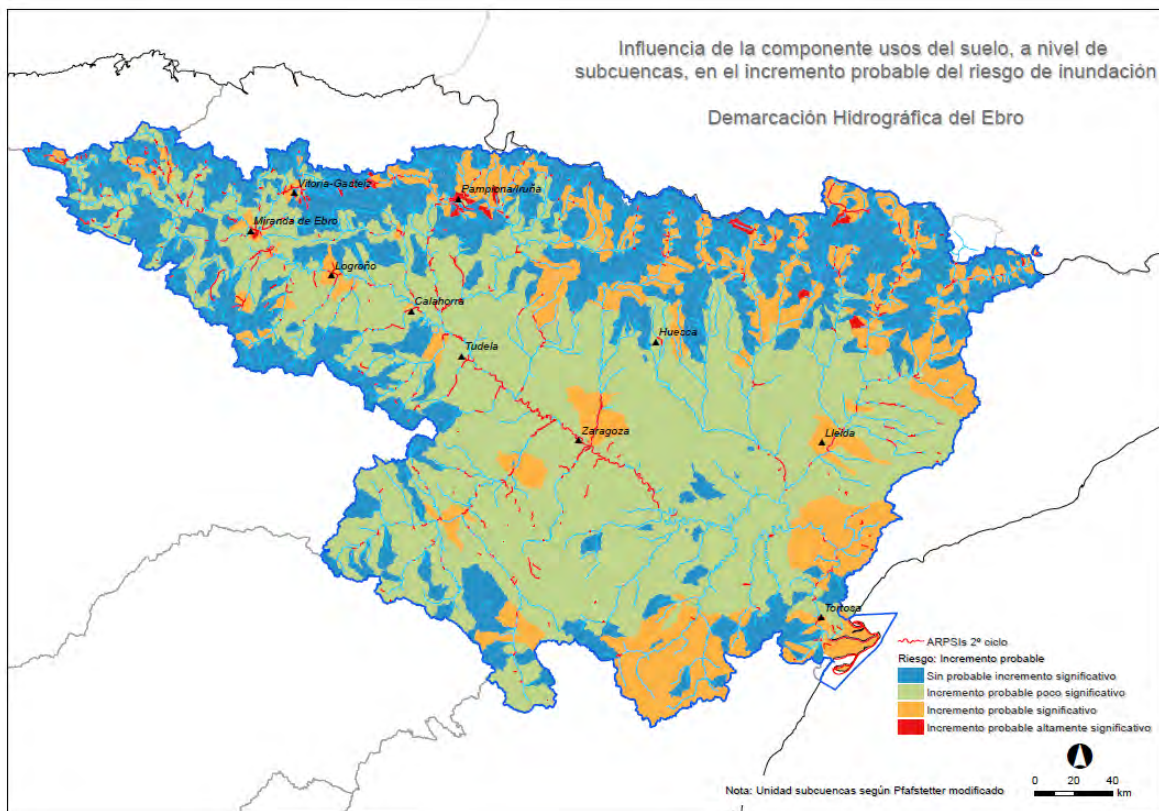 Influencia de la componente usos del suelo, a nivel de
subcuencas, en el incremento probable del riesgo de inundación
Demarcación Hidrográfica del Ebro
Vitoria-Gasteiz
Pamplona/Iruña
Miranda de Ebro
Logroño
Calahorra
Huesca
Tudela
Zaragoza
Lleida
Tortosa
ARPSIs 2º ciclo
Riesgo: Incremento probable
Sin probable incremento significativo
Incremento probable poco significativo
Incremento probable significativo
Incremento probable altamente significativo
Nota: Unidad subcuencas según Pfafstetter modificado
0 20 40
km